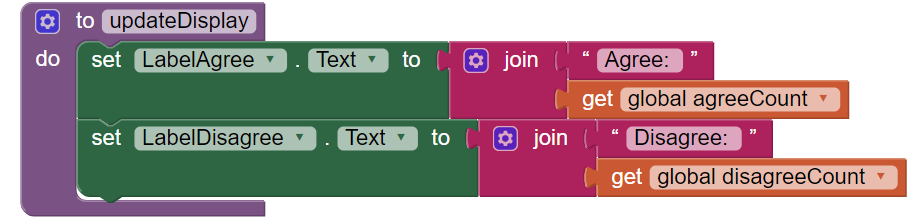 to updateDisplay
do set LabelAgree . Text to join “ Agree: ”
get global agreeCount
set LabelDisagree . Text to join “ Disagree: ”
get global disagreeCount